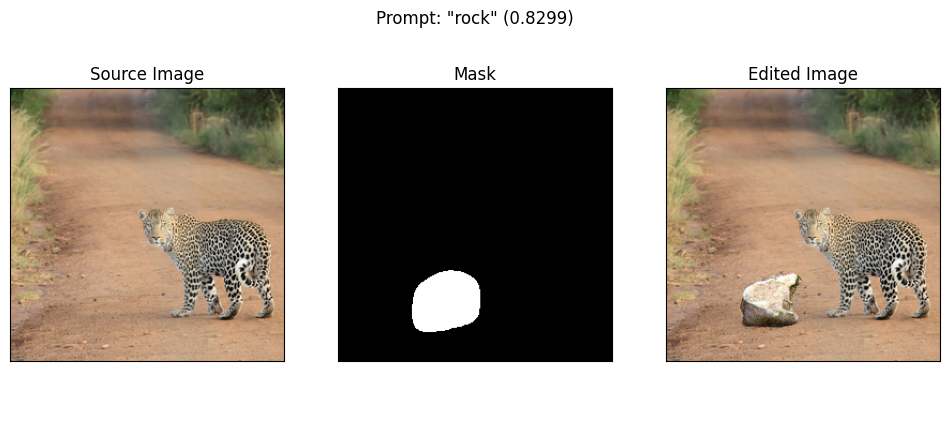 Prompt: "rock" (0.8299)
Source Image
Mask
Edited Image